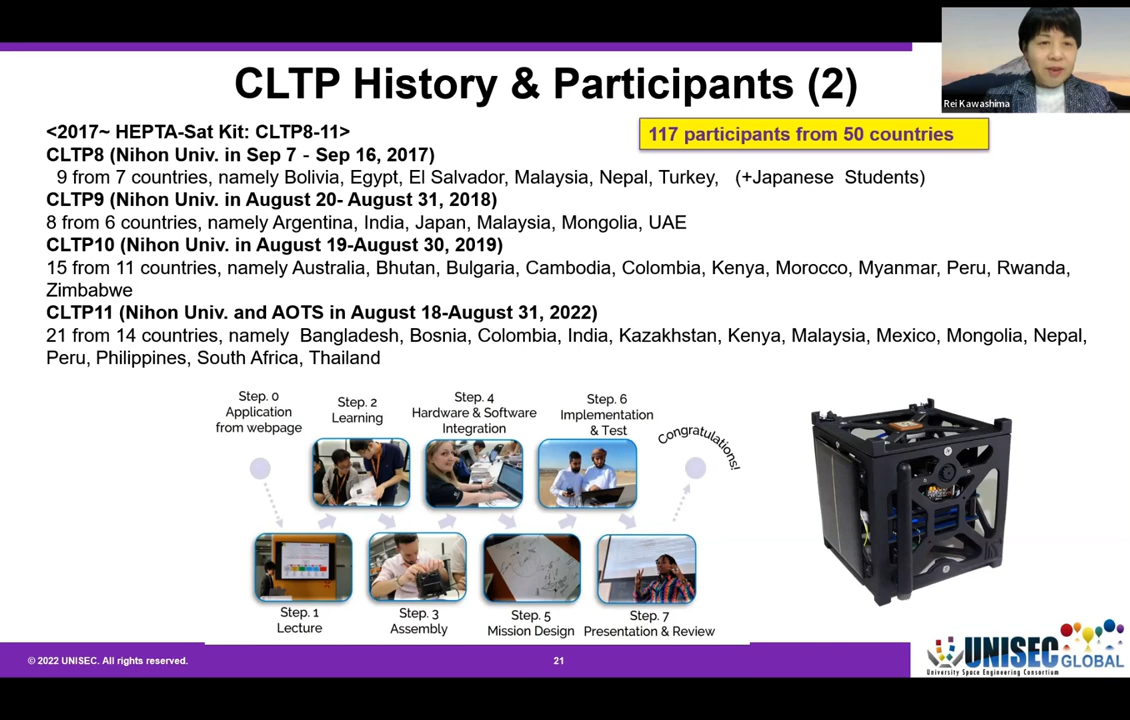 CLTP History & Participants (2)
Rei Kawashima
<2017~ HEPTA-Sat Kit: CLTP8-11>
117 participants from 50 countries
CLTP8 (Nihon Univ. in Sep 7 - Sep 16, 2017)
9 from 7 countries, namely Bolivia, Egypt, El Salvador, Malaysia, Nepal, Turkey, (+Japanese Students)
CLTP9 (Nihon Univ. in August 20- August 31, 2018)
8 from 6 countries, namely Argentina, India, Japan, Malaysia, Mongolia, UAE
CLTP10 (Nihon Univ. in August 19-August 30, 2019)
15 from 11 countries, namely Australia, Bhutan, Bulgaria, Cambodia, Colombia, Kenya, Morocco, Myanmar, Peru, Rwanda,
Zimbabwe
CLTP11 (Nihon Univ. and AOTS in August 18-August 31, 2022)
21 from 14 countries, namely Bangladesh, Bosnia, Colombia, India, Kazakhstan, Kenya, Malaysia, Mexico, Mongolia, Nepal,
Peru, Philippines, South Africa, Thailand
Step. 0
Application
from webpage
Step. 2
Learning
Step. 4
Hardware & Software
Integration
Step. 6
Implementation
& Test
Congratulations!
Step. 1
Lecture
Step. 3
Assembly
Step. 5
Mission Design
Step. 7
Presentation & Review
© 2022 UNISEC. All rights reserved.
21
UNISEC GLOBAL
University Space Engineering Consortium